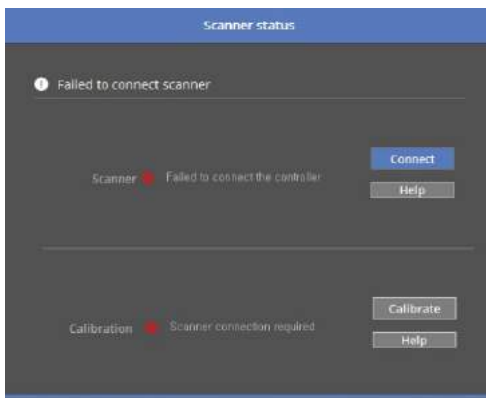 Scanner status
Failed to connect scanner
Connect
Scanner Failed to connect the controller
Help
Calibrate
Calibration Scanner connection required
Help